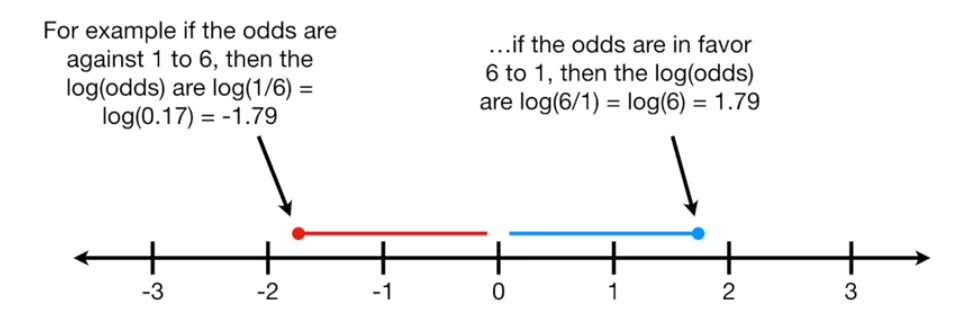 For example if the odds are
against 1 to 6, then the
log(odds) are log(1/6) =
log(0.17) = -1.79
...if the odds are in favor
6 to 1, then the log(odds)
are log(6/1) = log(6) = 1.79
-3 -2 -1 0 1 2 3